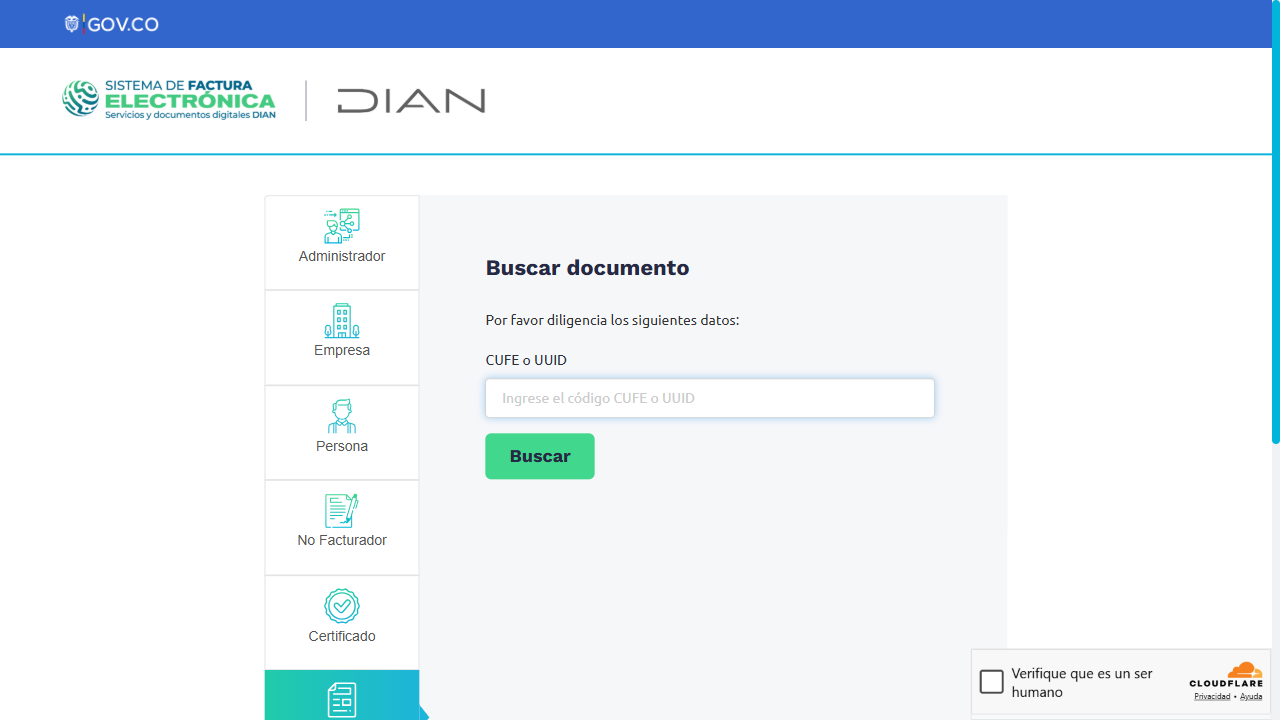 GOV.CO
SISTEMA DE FACTURA
ELECTRÓNICA
Servicios y documentos digitales DIAN
DIAN
Administrador
Empresa
Persona
No Facturador
Certificado
Buscar documento
Por favor diligencia los siguientes datos:
CUFE o UUID
Ingrese el código CUFE o UUID
Buscar
Verifique que es un ser
humano
CLOUDFLARE
Privacidad • Ayuda